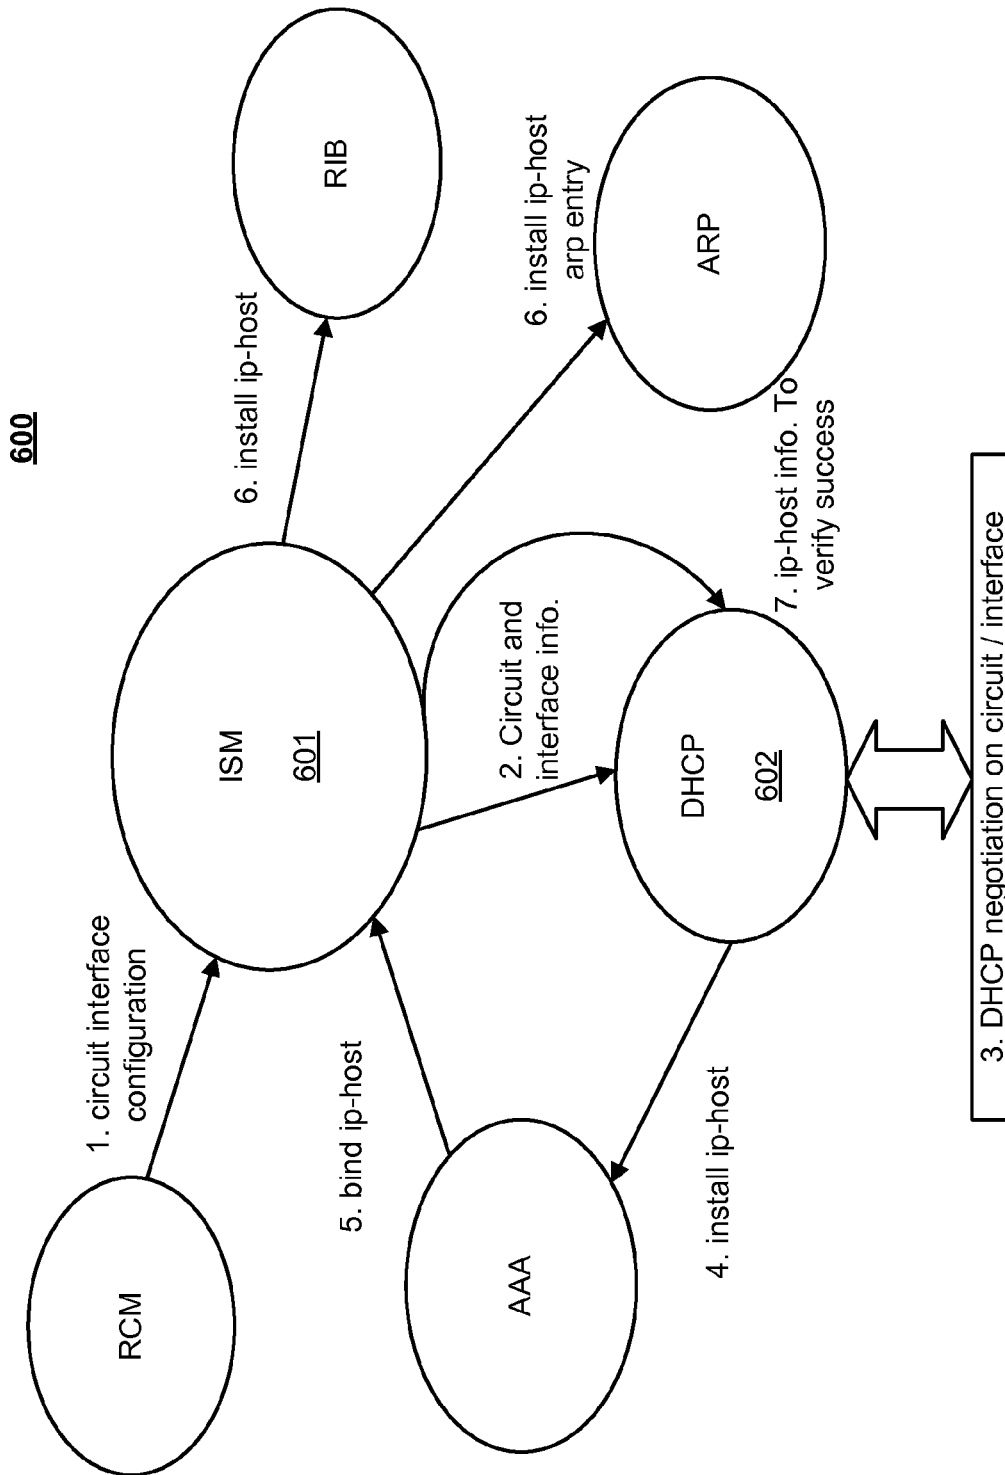 600
RCM
1. circuit interface
configuration
ISM
601
6. install ip-host
RIB
5. bind ip-host
2. Circuit and
interface info.
6. install ip-host
arp entry
AAA
4. install ip-host
DHCP
602
7. ip-host info. To
verify success
ARP
3. DHCP negotiation on circuit / interface